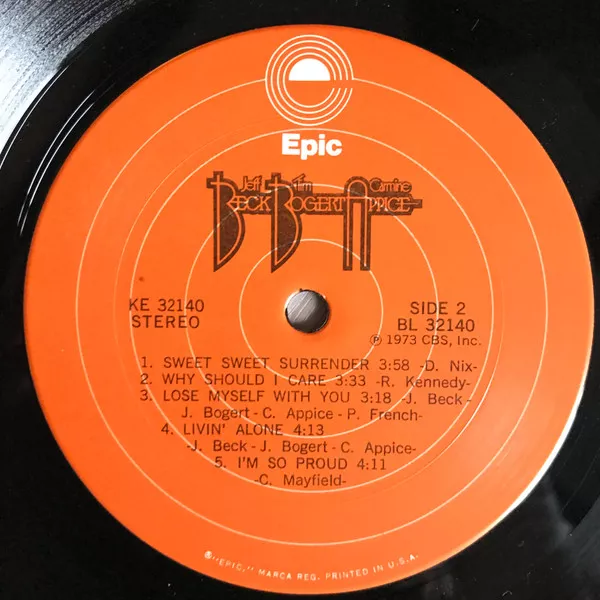 Epic
Jeff Tim Carmine
BECK BOGERT APPICE
KE 32140
STEREO
SIDE 2
BL 32140
℗ 1973 CBS, Inc.
1. SWEET SWEET SURRENDER 3:58 -D. Nix-
2. WHY SHOULD I CARE 3:33 -R. Kennedy-
3. LOSE MYSELF WITH YOU 3:18 -J. Beck-
J. Bogert - C. Appice - P. French-
4. LIVIN' ALONE 4:13
-J. Beck - J. Bogert - C. Appice-
5. I'M SO PROUD 4:11
-C. Mayfield-
®"EPIC," MARCA REG. PRINTED IN U.S.A.